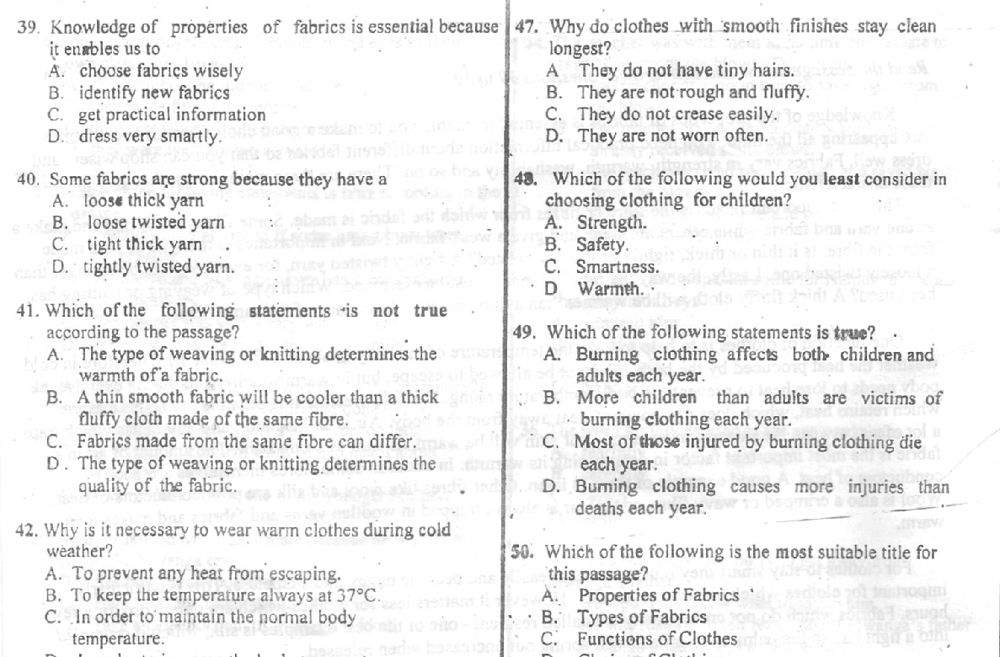 39. Knowledge of properties of fabrics is essential because
it enables us to
A. choose fabrics wisely
B. identify new fabrics
C. get practical information
D. dress very smartly.
40. Some fabrics are strong because they have a
A. loose thick yarn
B. loose twisted yarn
C. tight thick yarn
D. tightly twisted yarn.
41. Which of the following statements is not true
according to the passage?
A. The type of weaving or knitting determines the
warmth of a fabric.
B. A thin smooth fabric will be cooler than a thick
fluffy cloth made of the same fibre.
C. Fabrics made from the same fibre can differ.
D. The type of weaving or knitting determines the
quality of the fabric.
42. Why is it necessary to wear warm clothes during cold
weather?
A. To prevent any heat from escaping.
B. To keep the temperature always at 37°C.
C. In order to maintain the normal body
temperature.
47. Why do clothes with smooth finishes stay clean
longest?
A. They do not have tiny hairs.
B. They are not rough and fluffy.
C. They do not crease easily.
D. They are not worn often.
48. Which of the following would you least consider in
choosing clothing for children?
A. Strength.
B. Safety.
C. Smartness.
D Warmth.
49. Which of the following statements is true?
A. Burning clothing affects both children and
adults each year.
B. More children than adults are victims of
burning clothing each year.
C. Most of those injured by burning clothing die
each year.
D. Burning clothing causes more injuries than
deaths each year.
50. Which of the following is the most suitable title for
this passage?
A. Properties of Fabrics
B. Types of Fabrics
C. Functions of Clothes